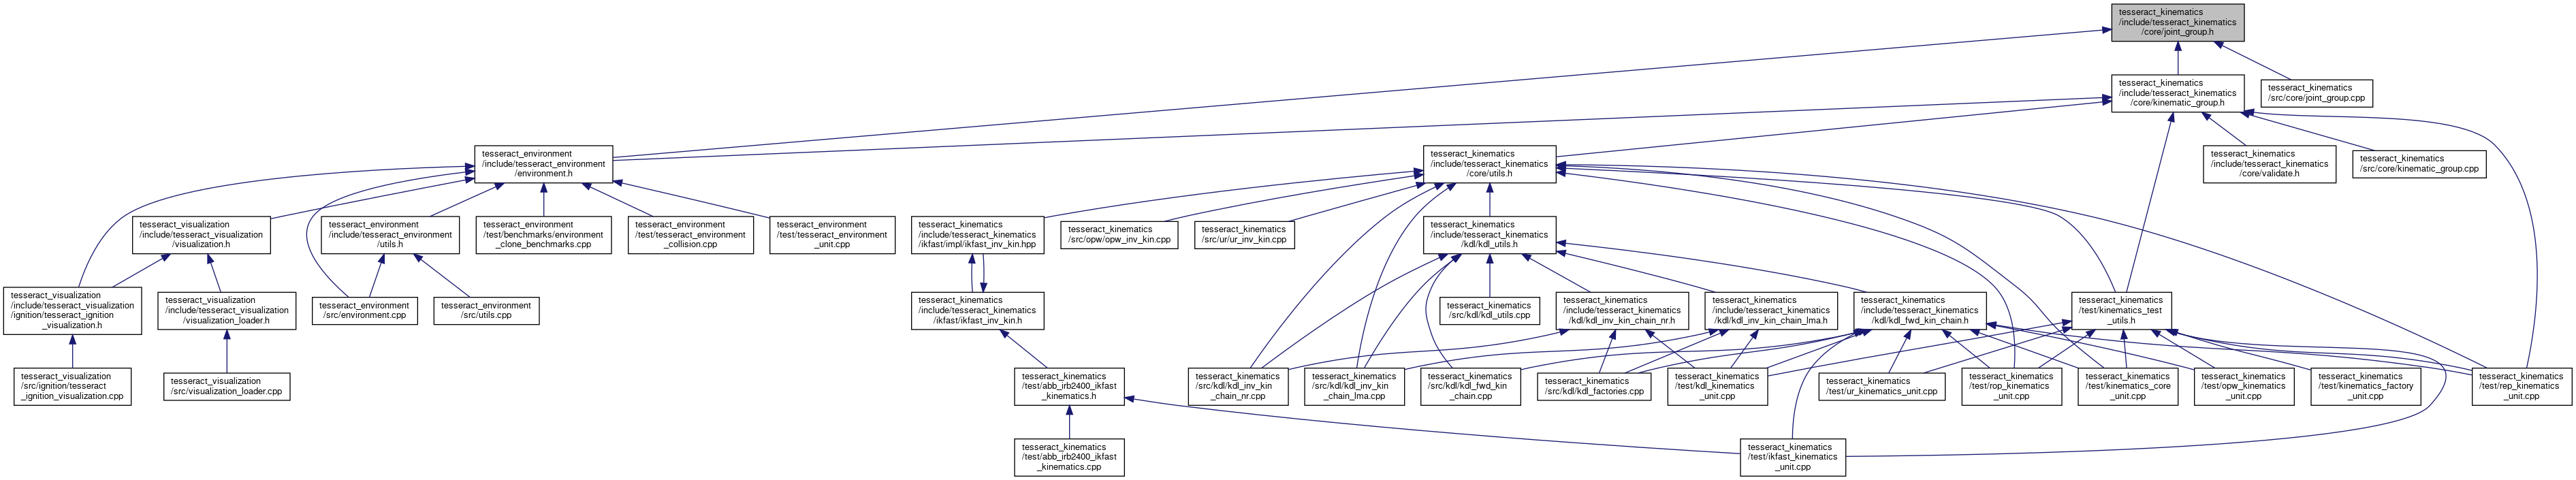 tesseract_kinematics
/include/tesseract_kinematics
/core/joint_group.h
tesseract_kinematics
/include/tesseract_kinematics
/core/kinematic_group.h
tesseract_kinematics
/src/core/joint_group.cpp
tesseract_environment
/include/tesseract_environment
/environment.h
tesseract_kinematics
/include/tesseract_kinematics
/core/utils.h
tesseract_kinematics
/include/tesseract_kinematics
/core/validate.h
tesseract_kinematics
/src/core/kinematic_group.cpp
tesseract_visualization
/include/tesseract_visualization
/visualization.h
tesseract_environment
/include/tesseract_environment
/utils.h
tesseract_environment
/test/benchmarks/environment
_clone_benchmarks.cpp
tesseract_environment
/test/tesseract_environment
_collision.cpp
tesseract_environment
/test/tesseract_environment
_unit.cpp
tesseract_kinematics
/include/tesseract_kinematics
/ikfast/impl/ikfast_inv_kin.hpp
tesseract_kinematics
/src/opw/opw_inv_kin.cpp
tesseract_kinematics
/src/ur/ur_inv_kin.cpp
tesseract_kinematics
/include/tesseract_kinematics
/kdl/kdl_utils.h
tesseract_visualization
/include/tesseract_visualization
/ignition/tesseract_ignition
_visualization.h
tesseract_visualization
/include/tesseract_visualization
/visualization_loader.h
tesseract_environment
/src/environment.cpp
tesseract_environment
/src/utils.cpp
tesseract_kinematics
/include/tesseract_kinematics
/ikfast/ikfast_inv_kin.h
tesseract_kinematics
/src/kdl/kdl_utils.cpp
tesseract_kinematics
/include/tesseract_kinematics
/kdl/kdl_inv_kin_chain_nr.h
tesseract_kinematics
/include/tesseract_kinematics
/kdl/kdl_inv_kin_chain_lma.h
tesseract_kinematics
/include/tesseract_kinematics
/kdl/kdl_fwd_kin_chain.h
tesseract_kinematics
/test/kinematics_test
_utils.h
tesseract_visualization
/src/ignition/tesseract
_ignition_visualization.cpp
tesseract_visualization
/src/visualization_loader.cpp
tesseract_kinematics
/test/abb_irb2400_ikfast
_kinematics.h
tesseract_kinematics
/src/kdl/kdl_inv_kin
_chain_nr.cpp
tesseract_kinematics
/src/kdl/kdl_inv_kin
_chain_lma.cpp
tesseract_kinematics
/src/kdl/kdl_fwd_kin
_chain.cpp
tesseract_kinematics
/src/kdl/kdl_factories.cpp
tesseract_kinematics
/test/kdl_kinematics
_unit.cpp
tesseract_kinematics
/test/ur_kinematics_unit.cpp
tesseract_kinematics
/test/rop_kinematics
_unit.cpp
tesseract_kinematics
/test/kinematics_core
_unit.cpp
tesseract_kinematics
/test/opw_kinematics
_unit.cpp
tesseract_kinematics
/test/kinematics_factory
_unit.cpp
tesseract_kinematics
/test/rep_kinematics
_unit.cpp
tesseract_kinematics
/test/abb_irb2400_ikfast
_kinematics.cpp
tesseract_kinematics
/test/ikfast_kinematics
_unit.cpp